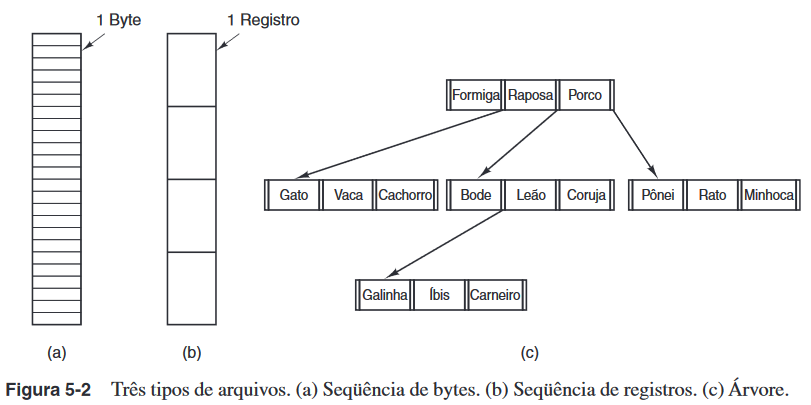 1 Byte
1 Registro
Formiga Raposa Porco
Gato Vaca Cachorro Bode Leão Coruja Pônei Rato Minhoca
Galinha Íbis Carneiro
(a) (b) (c)
Figura 5-2 Três tipos de arquivos. (a) Seqüência de bytes. (b) Seqüência de registros. (c) Árvore.